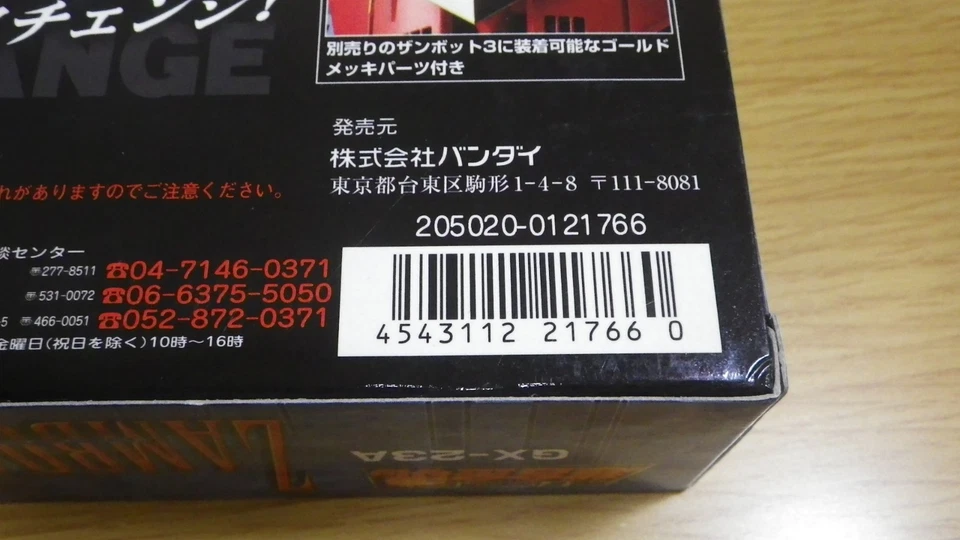 チェンジ!
ANGE
別売りのザンボット3に装着可能なゴールド
メッキパーツ付き
発売元
株式会社バンダイ
東京都台東区駒形1-4-8 〒111-8081
れがありますのでご注意ください。
205020-0121766
談センター
〒277-8511 ☎04-7146-0371
〒531-0072 ☎06-6375-5050
-5 〒466-0051 ☎052-872-0371
金曜日(祝日を除く)10時〜16時
4543112 217660
GX-23A